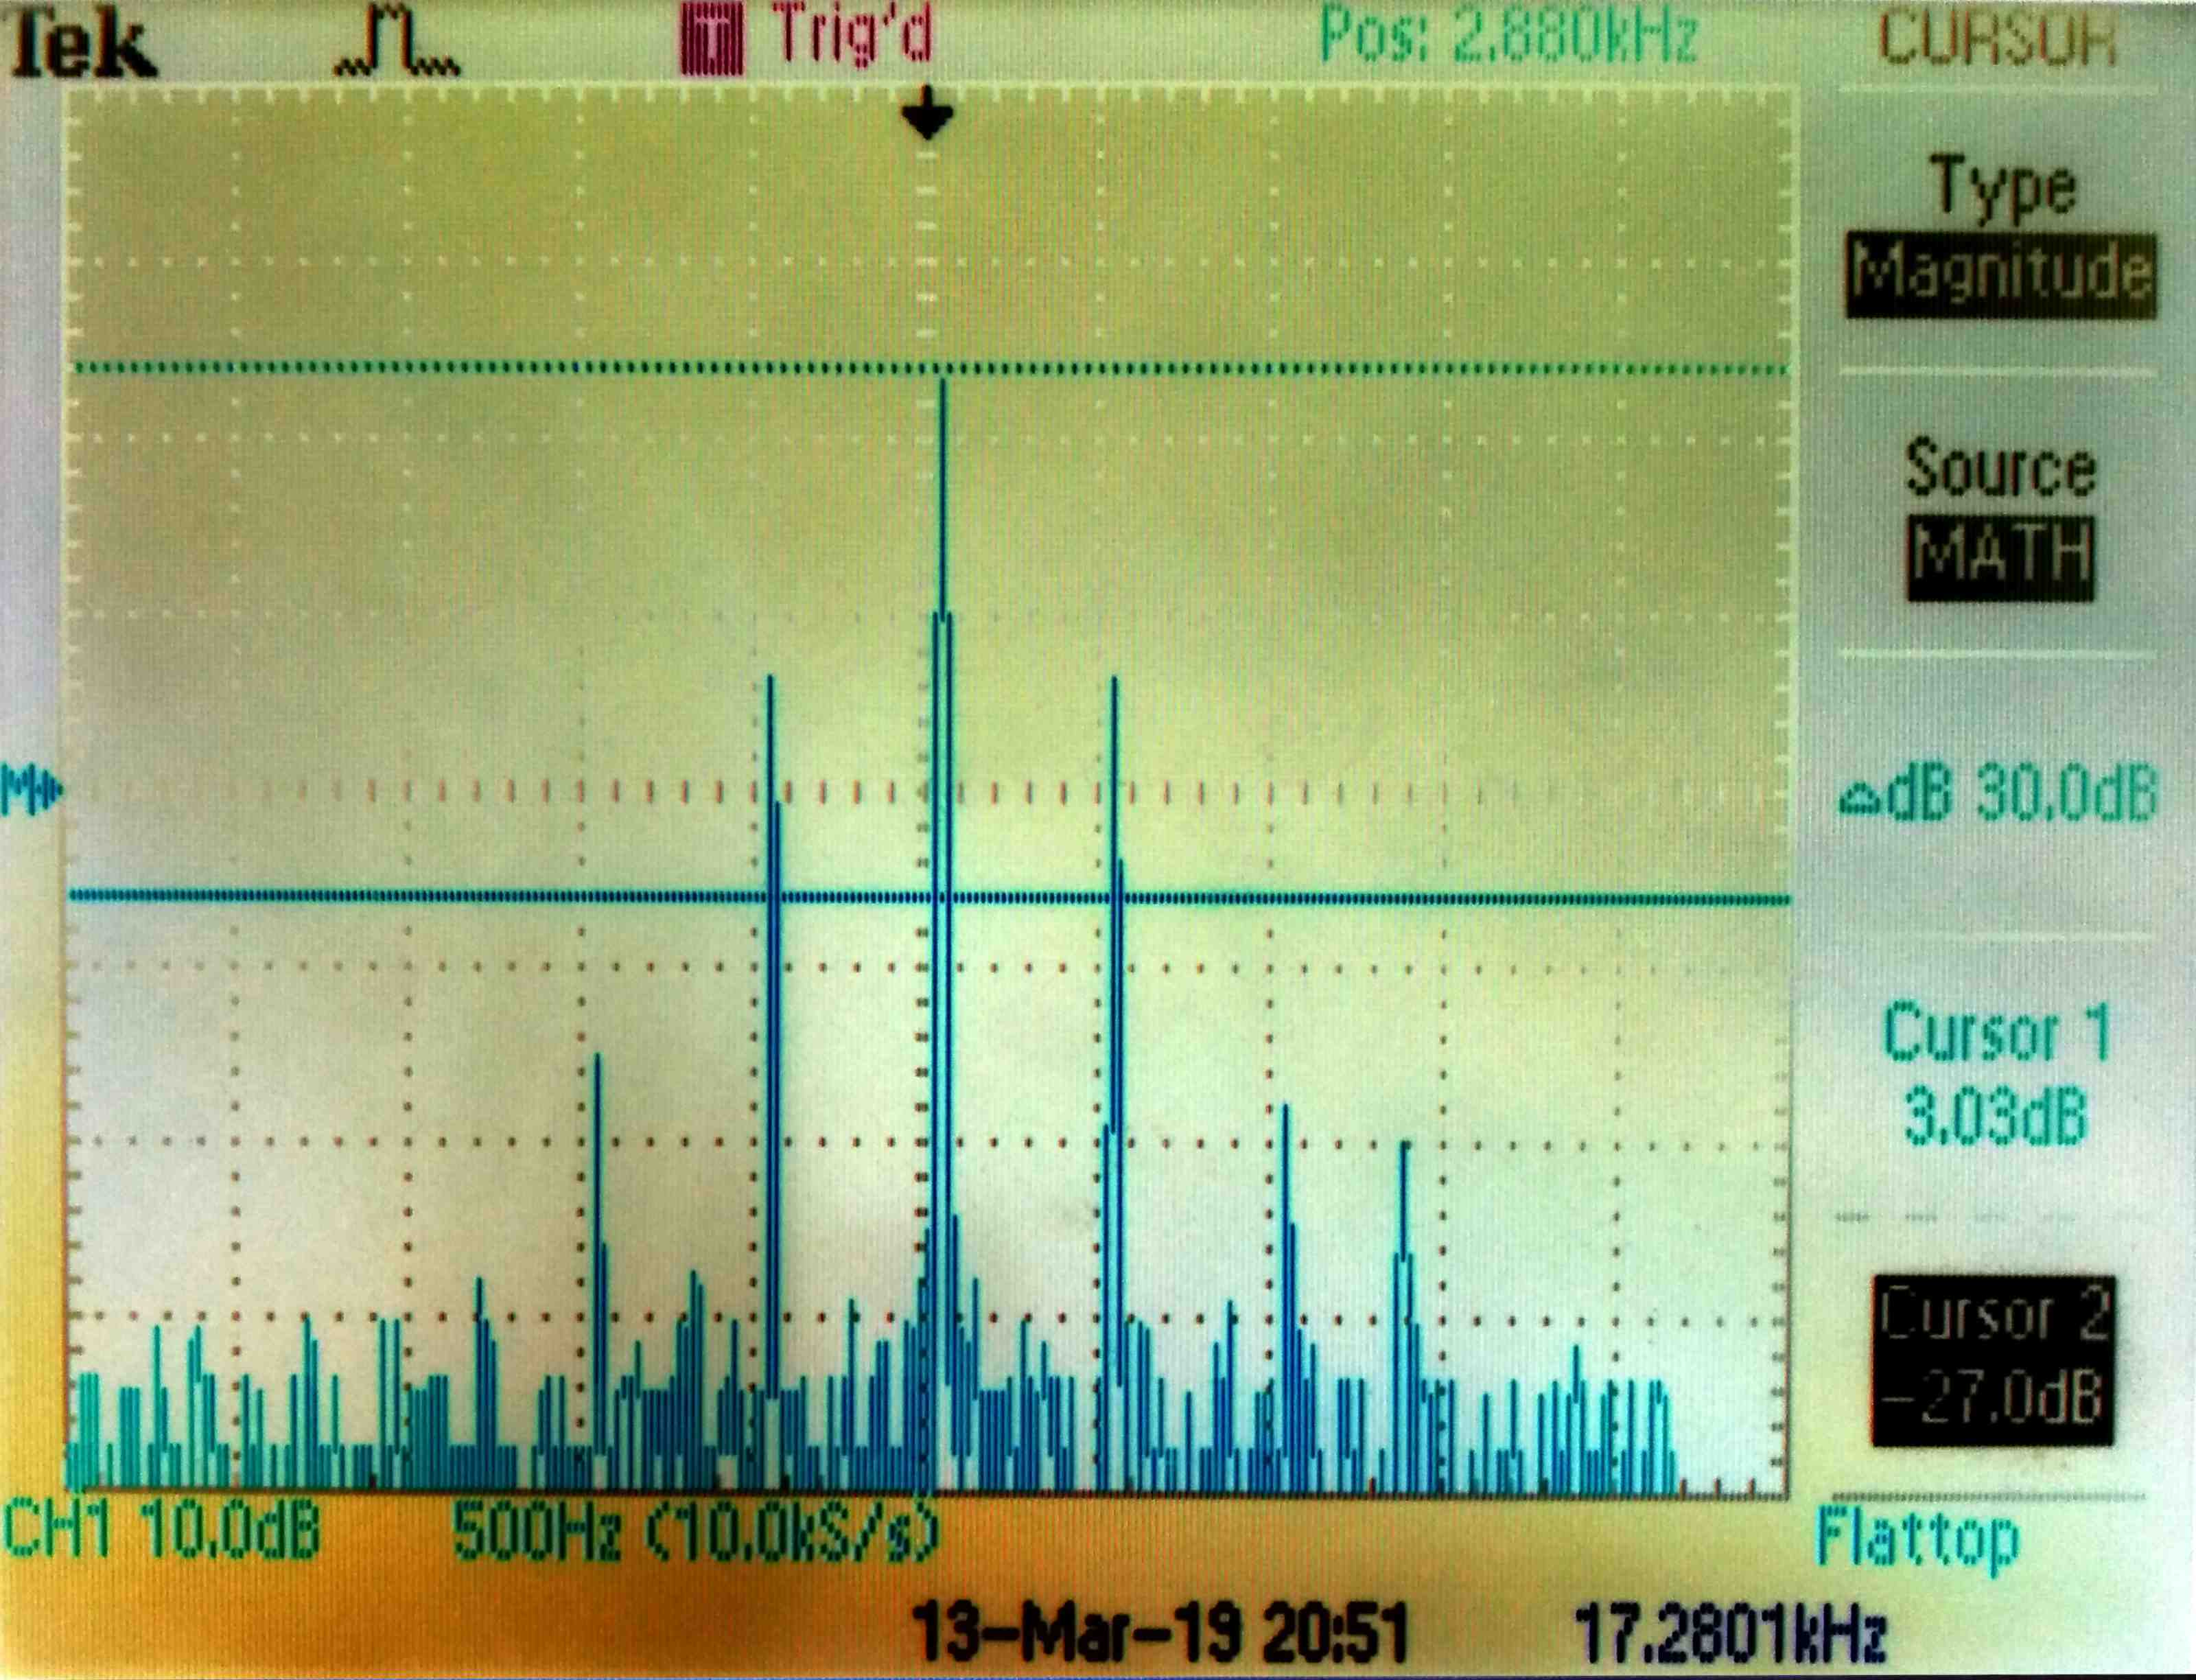 Tek T Trig'd Pos: 2.880kHz CURSOR
Type
Magnitude
Source
MATH
M
dB 30.0dB
Cursor 1
3.03dB
Cursor 2
-27.0dB
CH1 10.0dB 500Hz (10.0kS/s) Flattop
13-Mar-19 20:51 17.2801kHz